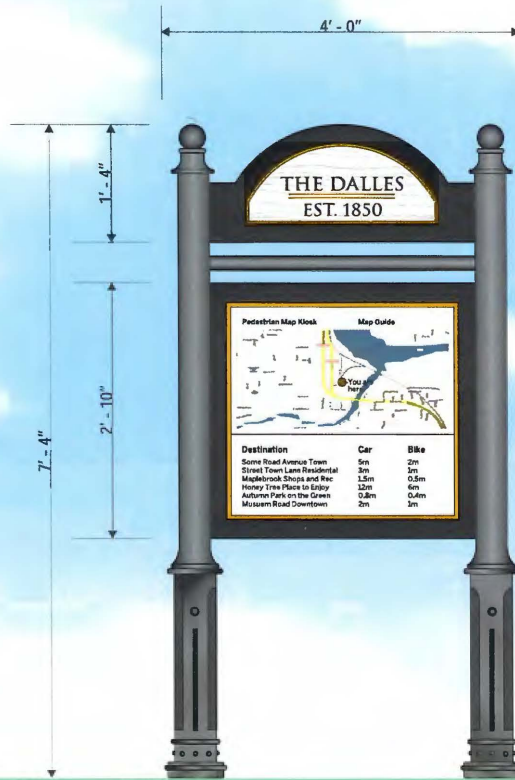 4' - 0"
1' - 4"
THE DALLES
EST. 1850
2' - 10"
7' - 4"
Pedestrian Map Kiosk Map Guide
You are
here
Destination Car Bike
Some Road Avenue Town 5m 2m
Street Town Lane Residental 3m 1m
Maplebrook Shops and Rec 1.5m 0.5m
Honey Tree Place to Enjoy 12m 6m
Autumn Park on the Green 0.8m 0.4m
Musuem Road Downtown 2m 1m